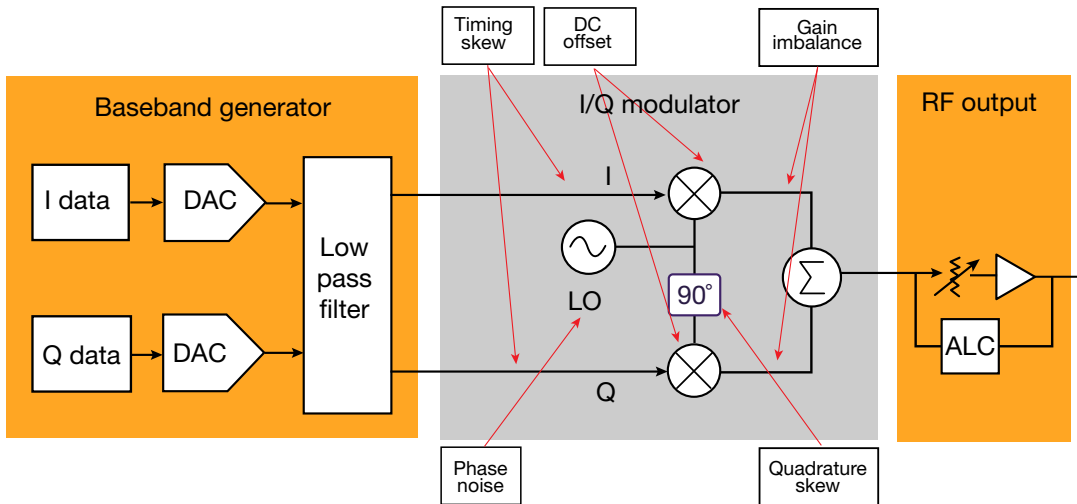 Timing
skew
DC
offset
Gain
imbalance
Baseband generator
I/Q modulator
RF output
I data
DAC
I
Low
pass
filter
LO
90°
Σ
Q data
DAC
Q
ALC
Phase
noise
Quadrature
skew